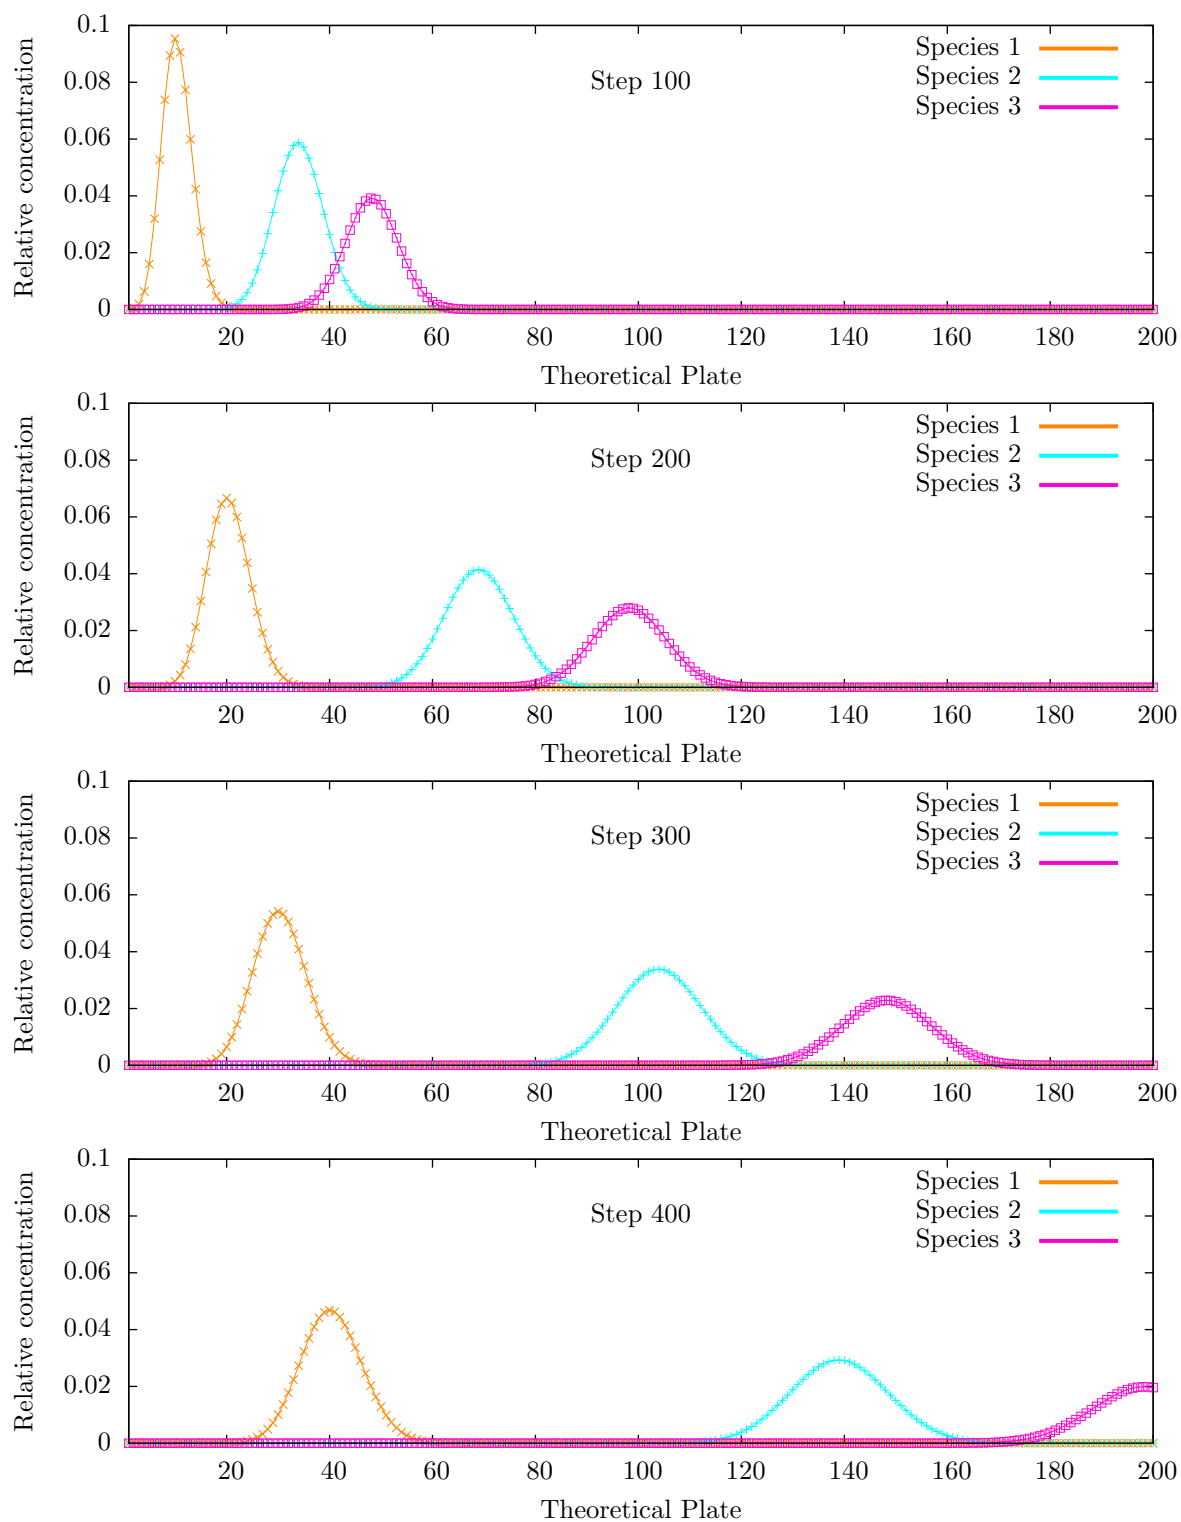 Relative concentration
0.1
0.08
0.06
0.04
0.02
0
Step 100
Species 1
Species 2
Species 3
20 40 60 80 100 120 140 160 180 200
Theoretical Plate
Relative concentration
0.1
0.08
0.06
0.04
0.02
0
Step 200
Species 1
Species 2
Species 3
20 40 60 80 100 120 140 160 180 200
Theoretical Plate
Relative concentration
0.1
0.08
0.06
0.04
0.02
0
Step 300
Species 1
Species 2
Species 3
20 40 60 80 100 120 140 160 180 200
Theoretical Plate
Relative concentration
0.1
0.08
0.06
0.04
0.02
0
Step 400
Species 1
Species 2
Species 3
20 40 60 80 100 120 140 160 180 200
Theoretical Plate